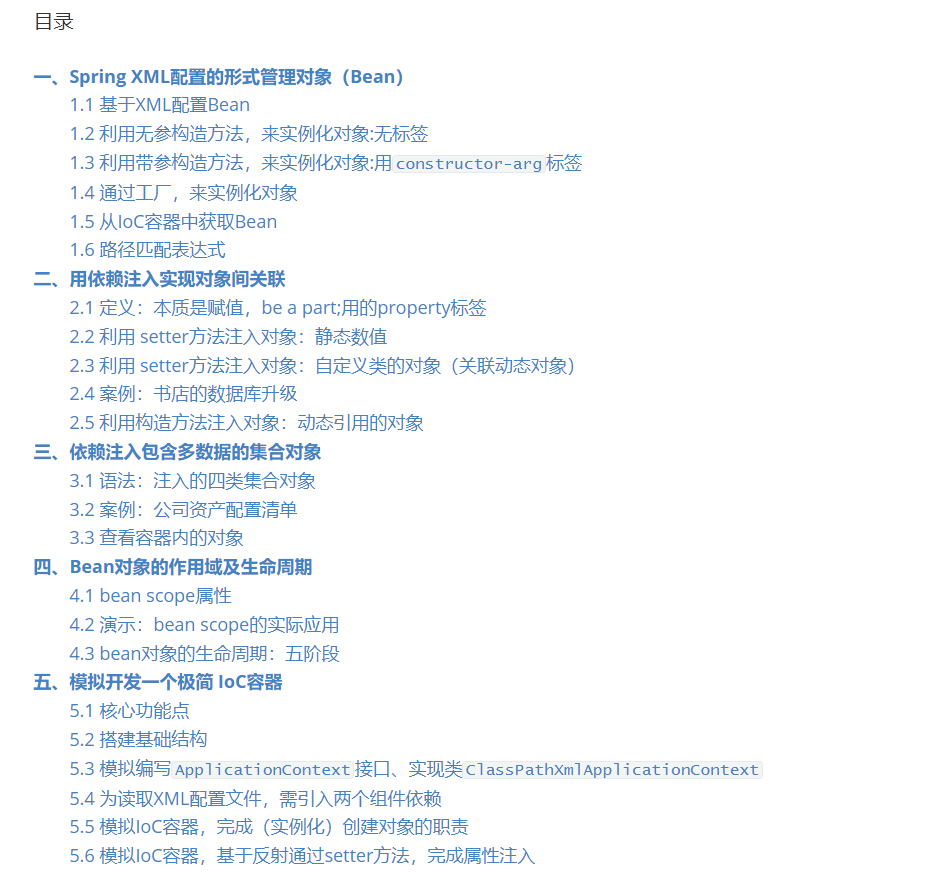 目录
一、Spring XML配置的形式管理对象（Bean）
1.1 基于XML配置Bean
1.2 利用无参构造方法，来实例化对象:无标签
1.3 利用带参构造方法，来实例化对象:用constructor-arg标签
1.4 通过工厂，来实例化对象
1.5 从IoC容器中获取Bean
1.6 路径匹配表达式
二、用依赖注入实现对象间关联
2.1 定义：本质是赋值，be a part;用的property标签
2.2 利用 setter方法注入对象：静态数值
2.3 利用 setter方法注入对象：自定义类的对象（关联动态对象）
2.4 案例：书店的数据库升级
2.5 利用构造方法注入对象：动态引用的对象
三、依赖注入包含多数据的集合对象
3.1 语法：注入的四类集合对象
3.2 案例：公司资产配置清单
3.3 查看容器内的对象
四、Bean对象的作用域及生命周期
4.1 bean scope属性
4.2 演示：bean scope的实际应用
4.3 bean对象的生命周期：五阶段
五、模拟开发一个极简 IoC容器
5.1 核心功能点
5.2 搭建基础结构
5.3 模拟编写ApplicationContext接口、实现类ClassPathXmlApplicationContext
5.4 为读取XML配置文件，需引入两个组件依赖
5.5 模拟IoC容器，完成（实例化）创建对象的职责
5.6 模拟IoC容器，基于反射通过setter方法，完成属性注入